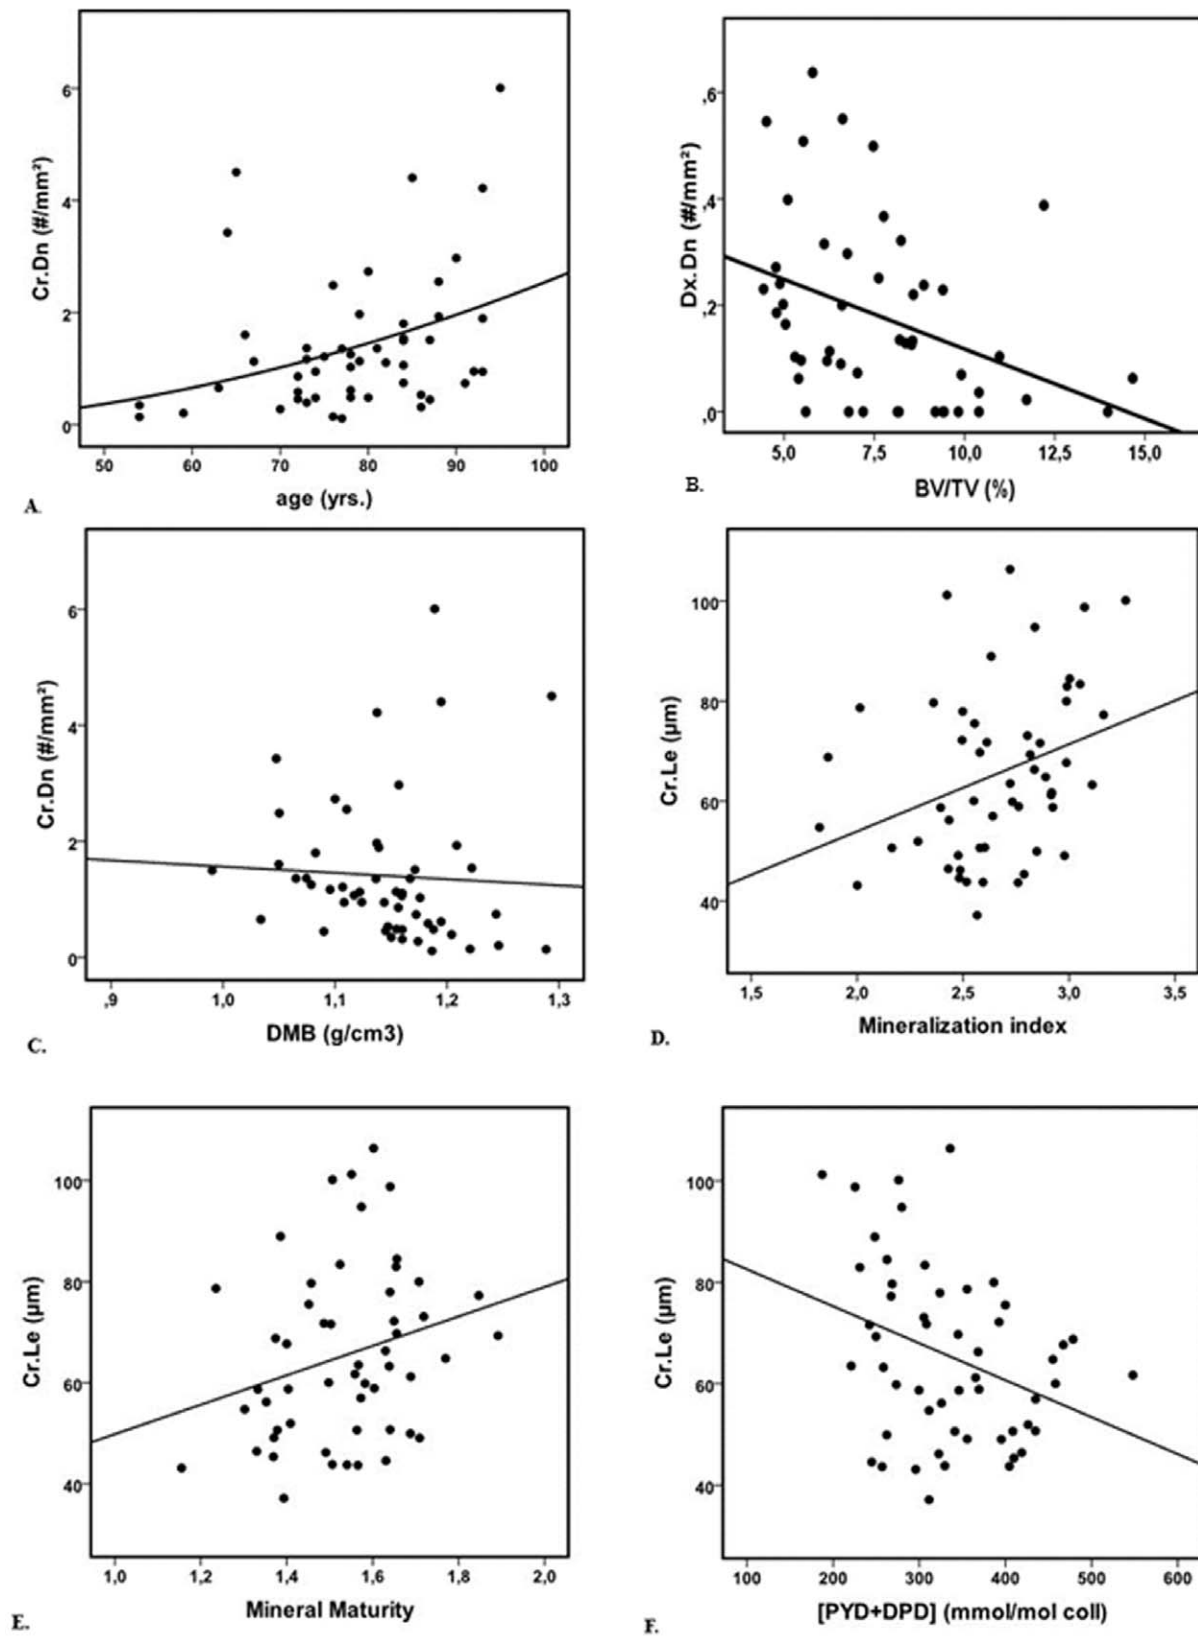 Cr.Dn (#/mm²)
6
4
2
0
50 60 70 80 90 100
age (yrs.)
A.
Dx.Dn (#/mm²)
,6
,4
,2
,0
5,0 7,5 10,0 12,5 15,0
BV/TV (%)
B.
Cr.Dn (#/mm²)
6
4
2
0
,9 1,0 1,1 1,2 1,3
DMB (g/cm3)
C.
Cr.Le (µm)
100
80
60
40
1,5 2,0 2,5 3,0 3,5
Mineralization index
D.
Cr.Le (µm)
100
80
60
40
1,0 1,2 1,4 1,6 1,8 2,0
Mineral Maturity
E.
Cr.Le (µm)
100
80
60
40
100 200 300 400 500 600
[PYD+DPD] (mmol/mol coll)
F.